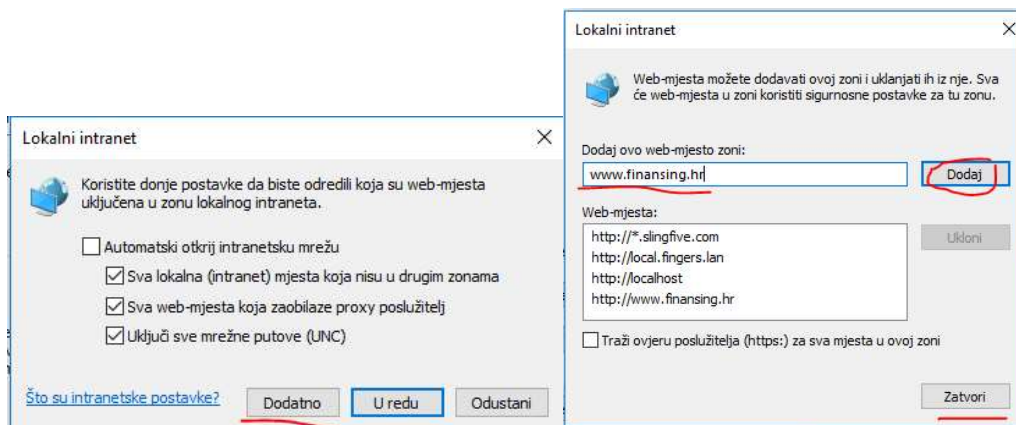 Lokalni intranet
Koristite donje postavke da biste odredili koja su web-mjesta
uključena u zonu lokalnog intraneta.
Automatski otkrij intranetsku mrežu
Sva lokalna (intranet) mjesta koja nisu u drugim zonama
Sva web-mjesta koja zaobilaze proxy poslužitelj
Uključi sve mrežne putove (UNC)
Što su intranetske postavke?
Dodatno
U redu
Odustani
Lokalni intranet
Web-mjesta možete dodavati ovoj zoni i uklanjati ih iz nje. Sva
će web-mjesta u zoni koristiti sigurnosne postavke za tu zonu.
Dodaj ovo web-mjesto zoni:
www.finansing.hr
Dodaj
Web-mjesta:
http://*.slingfive.com
http://local.fingers.lan
http://localhost
http://www.finansing.hr
Ukloni
Traži ovjeru poslužitelja (https:) za sva mjesta u ovoj zoni
Zatvori